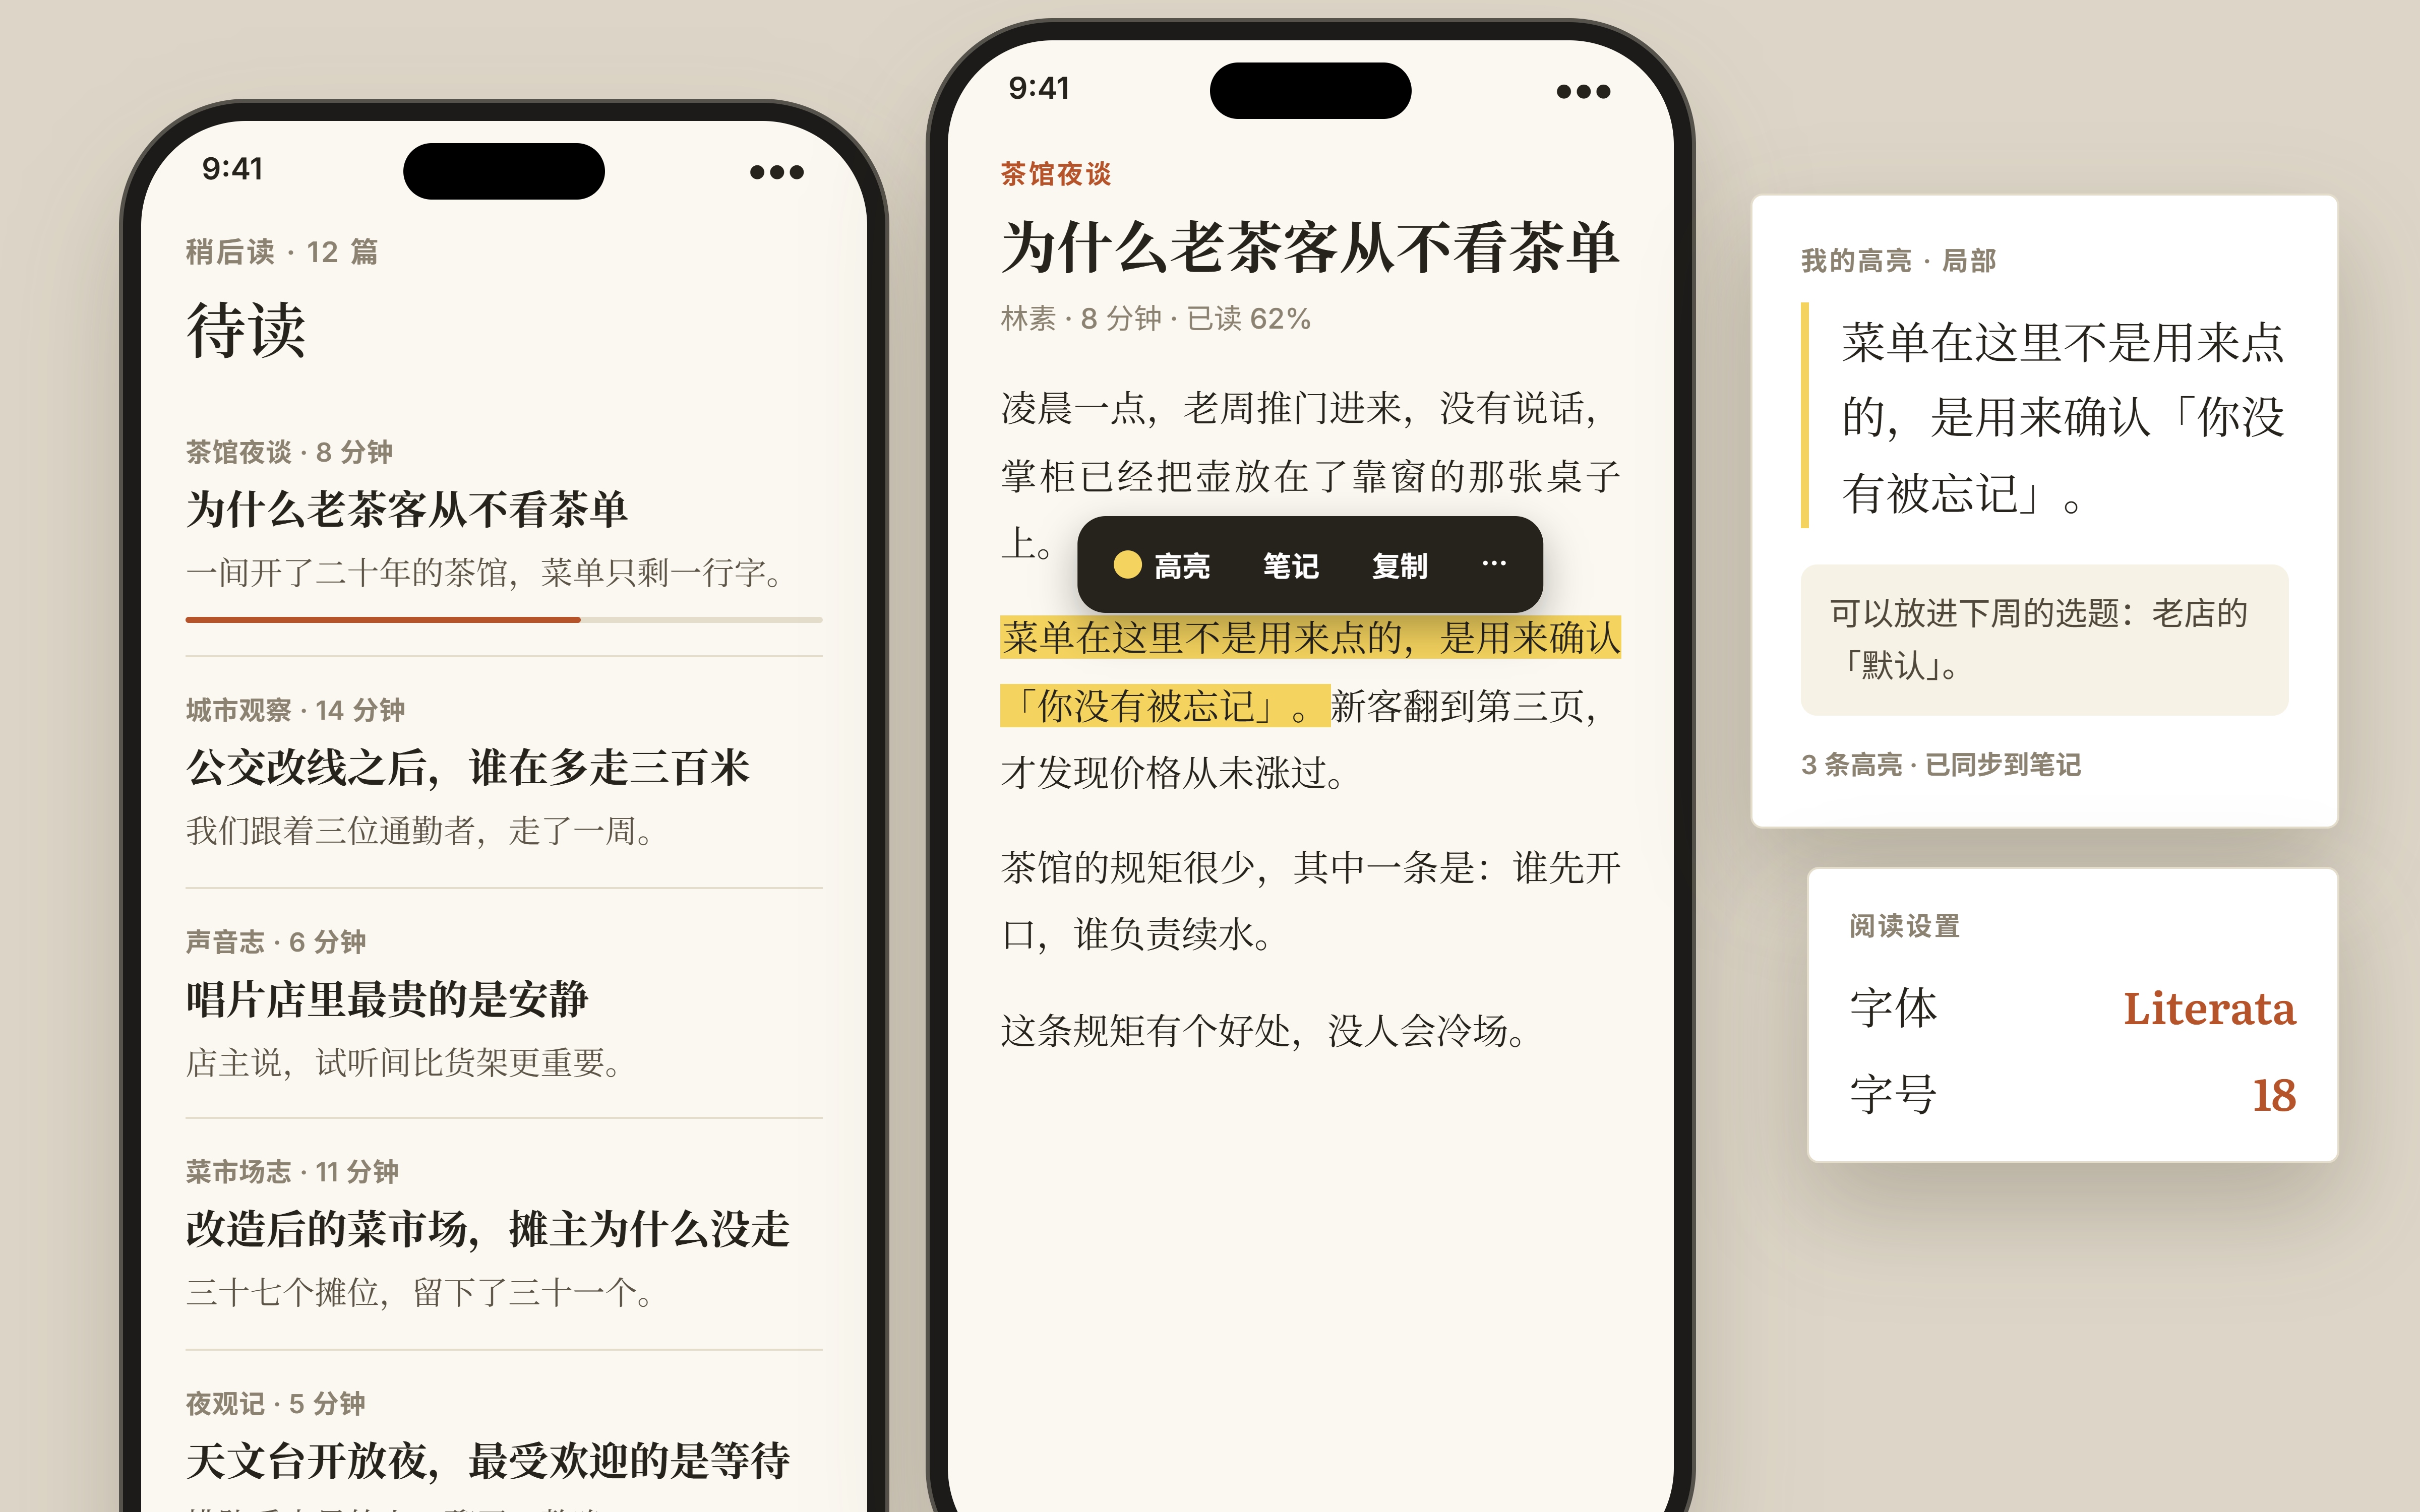 9:41
稍后读 · 12 篇
待读
茶馆夜谈 · 8 分钟
为什么老茶客从不看茶单
一间开了二十年的茶馆，菜单只剩一行字。
城市观察 · 14 分钟
公交改线之后，谁在多走三百米
我们跟着三位通勤者，走了一周。
声音志 · 6 分钟
唱片店里最贵的是安静
店主说，试听间比货架更重要。
菜市场志 · 11 分钟
改造后的菜市场，摊主为什么没走
三十七个摊位，留下了三十一个。
夜观记 · 5 分钟
天文台开放夜，最受欢迎的是等待
9:41
茶馆夜谈
为什么老茶客从不看茶单
林素 · 8 分钟 · 已读 62%
凌晨一点，老周推门进来，没有说话，
掌柜已经把壶放在了靠窗的那张桌子
上。
高亮 笔记 复制 ···
菜单在这里不是用来点的，是用来确认
「你没有被忘记」。新客翻到第三页，
才发现价格从未涨过。
茶馆的规矩很少，其中一条是：谁先开
口，谁负责续水。
这条规矩有个好处，没人会冷场。
我的高亮 · 局部
菜单在这里不是用来点
的，是用来确认「你没
有被忘记」。
可以放进下周的选题：老店的
「默认」。
3 条高亮 · 已同步到笔记
阅读设置
字体 Literata
字号 18